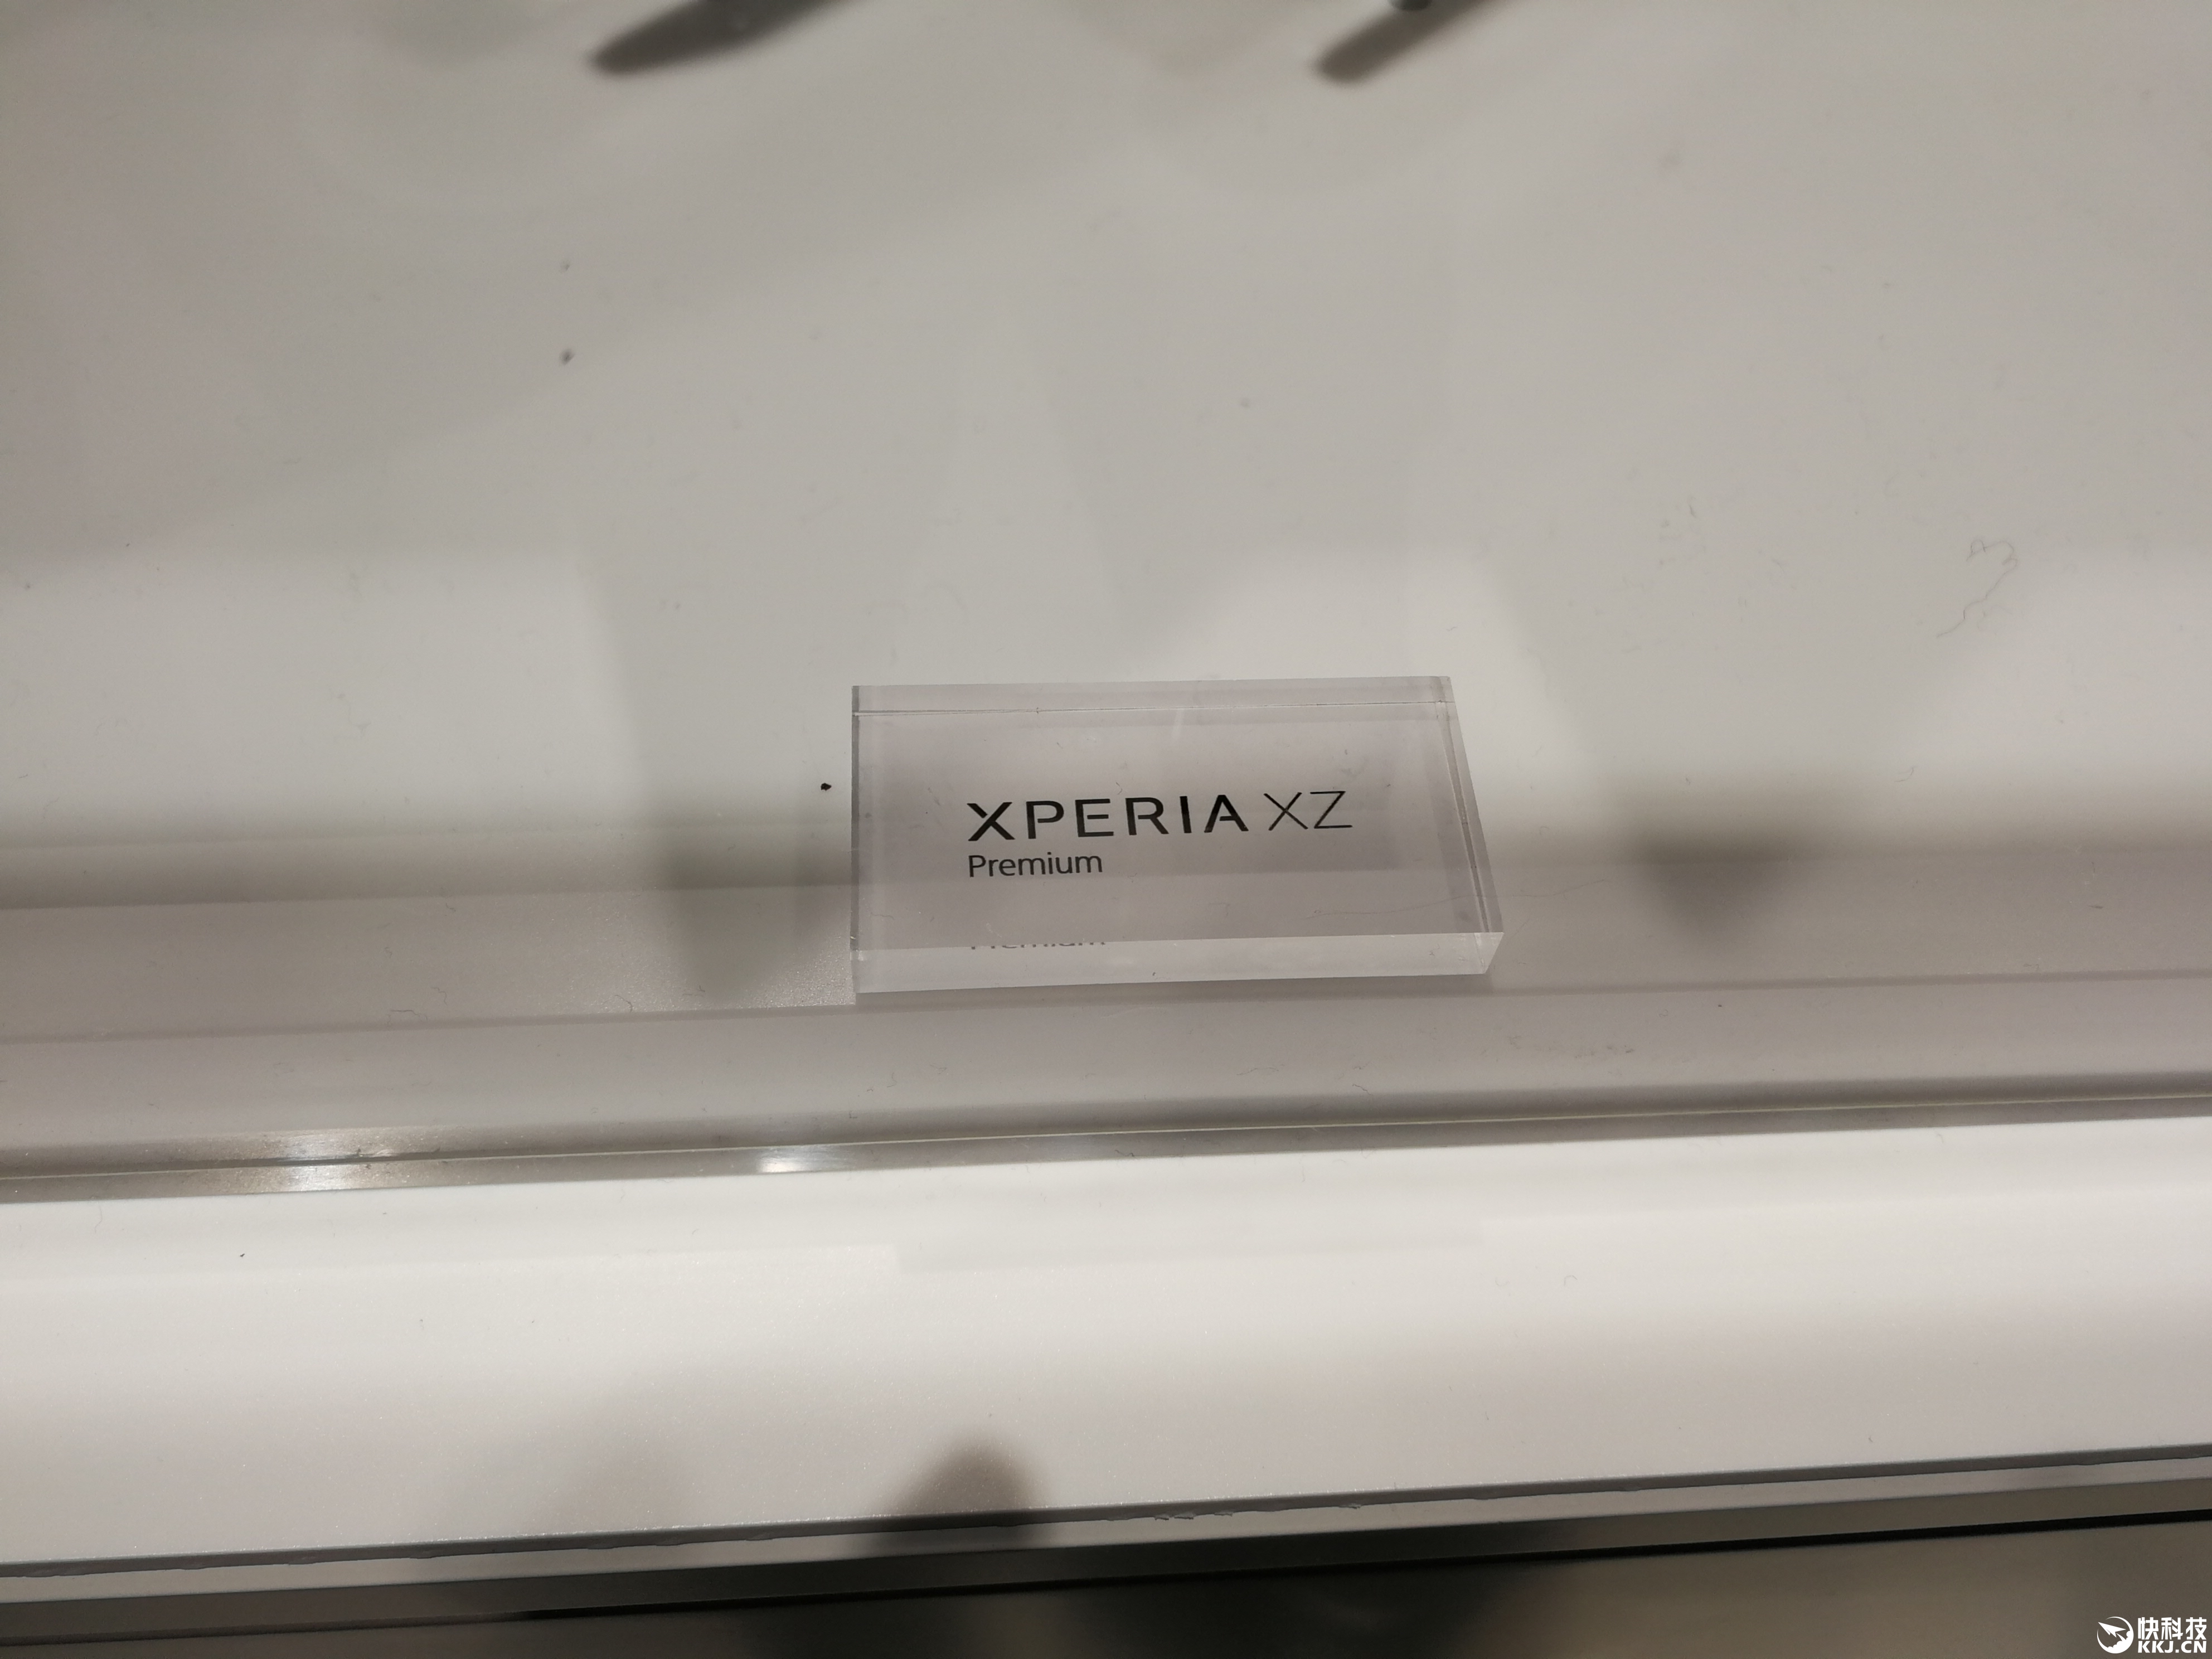 XPERIA XZ
Premium
快科技
KKJ.CN